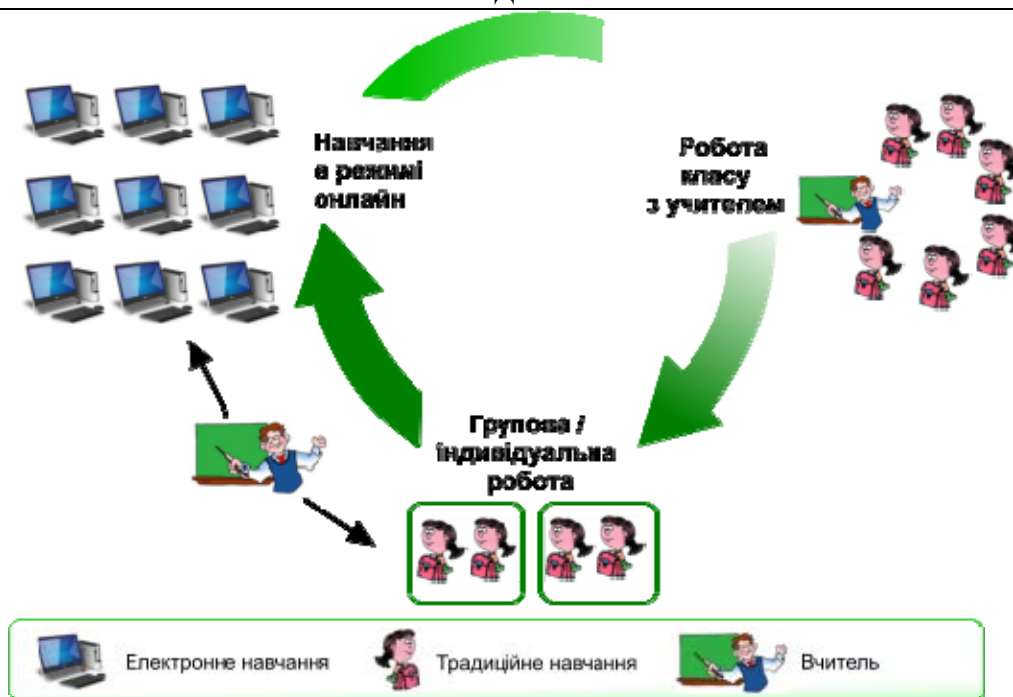 Навчання
в режимі
онлайн
Робота
класу
з учителем
Групова /
індивідуальна
робота
Електронне навчання
Традиційне навчання
Вчитель